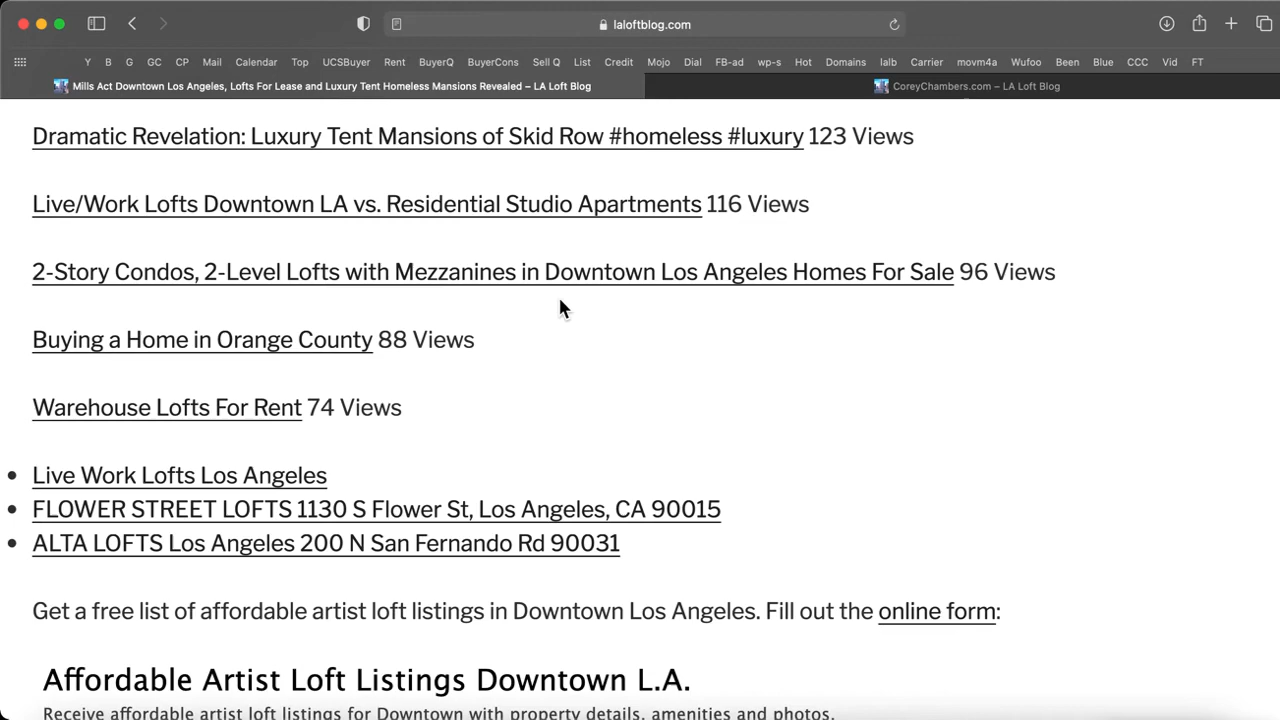 laloftblog.com
Y B G GC CP Mail Calendar Top UCSBuyer Rent BuyerQ BuyerCons Sell Q List Credit Mojo Dial FB-ad wp-s Hot Domains lalb Carrier movm4a Wufoo Been Blue CCC Vid FT
Mills Act Downtown Los Angeles, Lofts For Lease and Luxury Tent Homeless Mansions Revealed – LA Loft Blog
CoreyChambers.com – LA Loft Blog
Dramatic Revelation: Luxury Tent Mansions of Skid Row #homeless #luxury 123 Views
Live/Work Lofts Downtown LA vs. Residential Studio Apartments 116 Views
2-Story Condos, 2-Level Lofts with Mezzanines in Downtown Los Angeles Homes For Sale 96 Views
Buying a Home in Orange County 88 Views
Warehouse Lofts For Rent 74 Views
Live Work Lofts Los Angeles
FLOWER STREET LOFTS 1130 S Flower St, Los Angeles, CA 90015
ALTA LOFTS Los Angeles 200 N San Fernando Rd 90031
Get a free list of affordable artist loft listings in Downtown Los Angeles. Fill out the online form:
Affordable Artist Loft Listings Downtown L.A.
Receive affordable artist loft listings for Downtown with property details, amenities and photos.